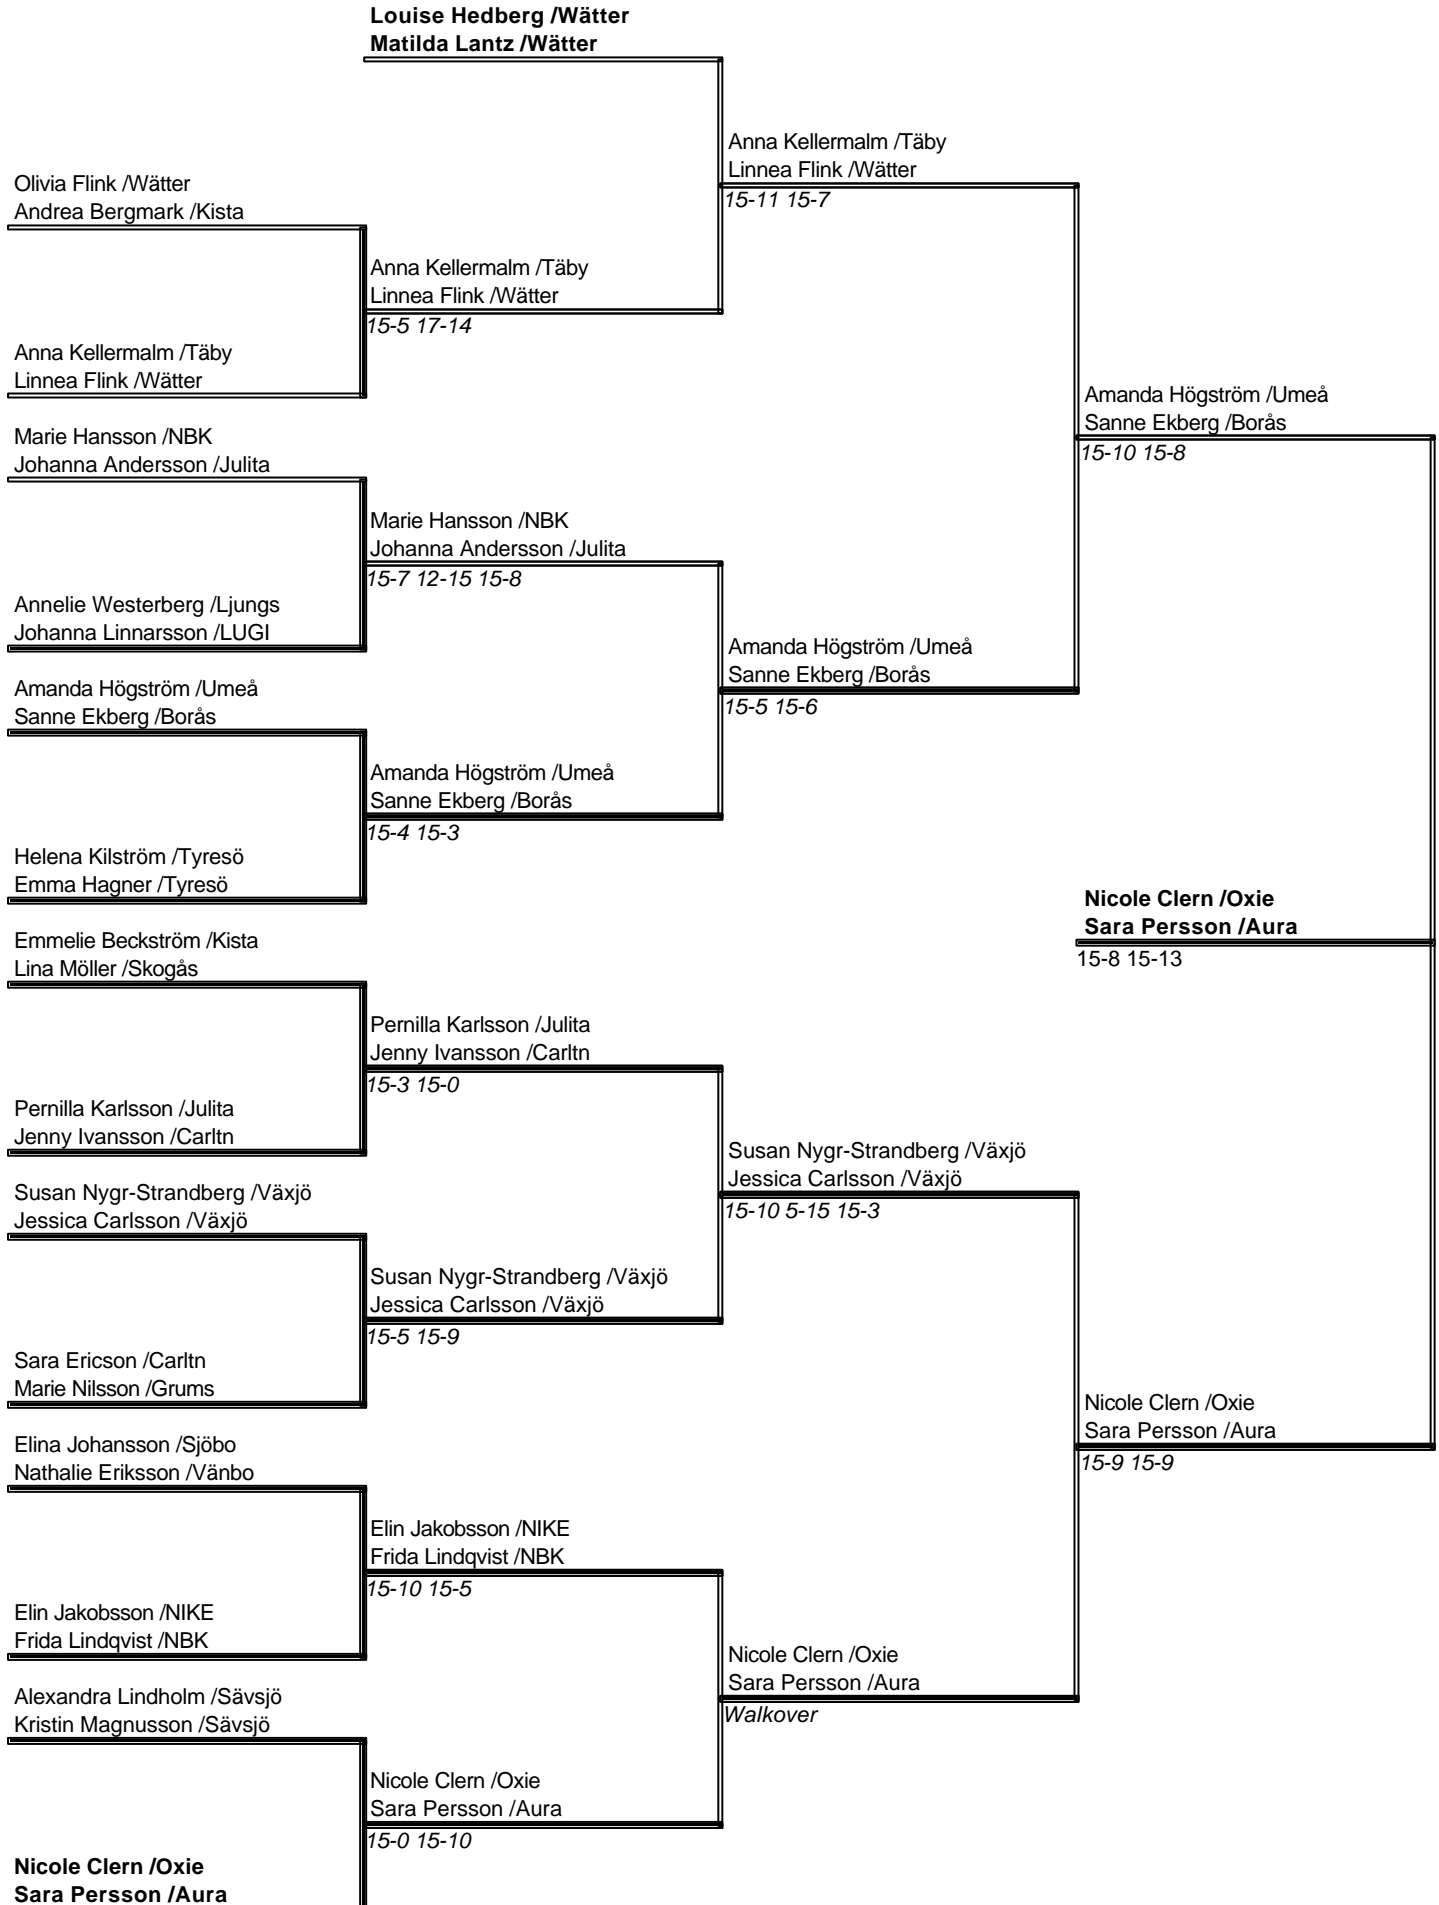 Louise Hedberg /Wätter
Matilda Lantz /Wätter
Anna Kellermalm /Täby
Linnea Flink /Wätter
15-11 15-7
Olivia Flink /Wätter
Andrea Bergmark /Kista
Anna Kellermalm /Täby
Linnea Flink /Wätter
15-5 17-14
Anna Kellermalm /Täby
Linnea Flink /Wätter
Amanda Högström /Umeå
Sanne Ekberg /Borås
15-10 15-8
Marie Hansson /NBK
Johanna Andersson /Julita
Marie Hansson /NBK
Johanna Andersson /Julita
15-7 12-15 15-8
Annelie Westerberg /Ljungs
Johanna Linnarsson /LUGI
Amanda Högström /Umeå
Sanne Ekberg /Borås
15-5 15-6
Amanda Högström /Umeå
Sanne Ekberg /Borås
Amanda Högström /Umeå
Sanne Ekberg /Borås
15-4 15-3
Helena Kilström /Tyresö
Emma Hagner /Tyresö
Nicole Clern /Oxie
Sara Persson /Aura
15-8 15-13
Emmelie Beckström /Kista
Lina Möller /Skogås
Pernilla Karlsson /Julita
Jenny Ivansson /Carltn
15-3 15-0
Pernilla Karlsson /Julita
Jenny Ivansson /Carltn
Susan Nygr-Strandberg /Växjö
Jessica Carlsson /Växjö
15-10 5-15 15-3
Susan Nygr-Strandberg /Växjö
Jessica Carlsson /Växjö
Susan Nygr-Strandberg /Växjö
Jessica Carlsson /Växjö
15-5 15-9
Sara Ericson /Carltn
Marie Nilsson /Grums
Nicole Clern /Oxie
Sara Persson /Aura
15-9 15-9
Elina Johansson /Sjöbo
Nathalie Eriksson /Vänbo
Elin Jakobsson /NIKE
Frida Lindqvist /NBK
15-10 15-5
Elin Jakobsson /NIKE
Frida Lindqvist /NBK
Nicole Clern /Oxie
Sara Persson /Aura
Walkover
Alexandra Lindholm /Sävsjö
Kristin Magnusson /Sävsjö
Nicole Clern /Oxie
Sara Persson /Aura
15-0 15-10
Nicole Clern /Oxie
Sara Persson /Aura